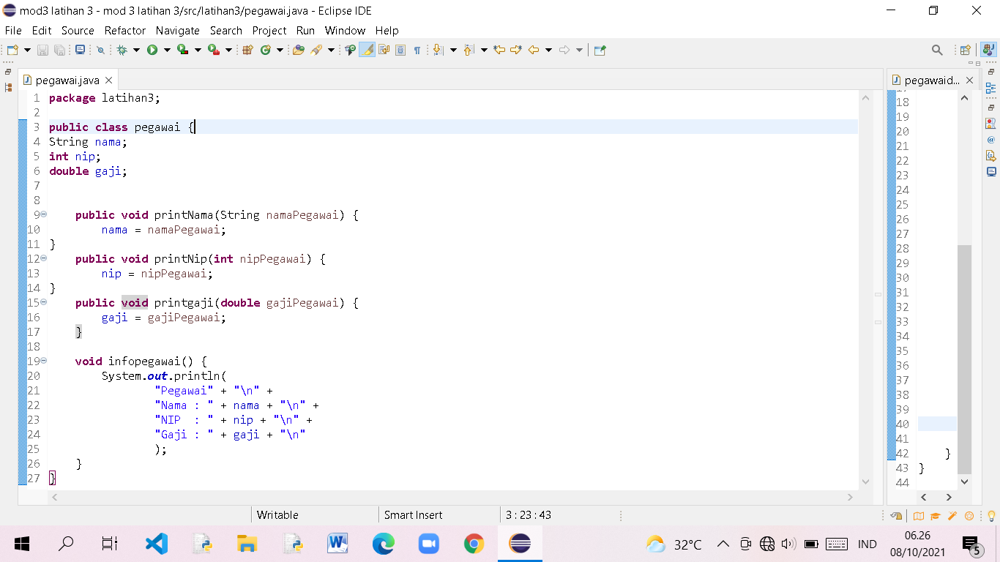 mod3 latihan 3 - mod 3 latihan 3/src/latihan3/pegawai.java - Eclipse IDE
File Edit Source Refactor Navigate Search Project Run Window Help
pegawai.java
1 package latihan3;
2
3 public class pegawai {
4 String nama;
5 int nip;
6 double gaji;
7
8
9 public void printNama(String namaPegawai) {
10 nama = namaPegawai;
11 }
12 public void printNip(int nipPegawai) {
13 nip = nipPegawai;
14 }
15 public void printgaji(double gajiPegawai) {
16 gaji = gajiPegawai;
17 }
18
19 void infopegawai() {
20 System.out.println(
21 "Pegawai" + "\n" +
22 "Nama : " + nama + "\n" +
23 "NIP  : " + nip + "\n" +
24 "Gaji : " + gaji + "\n"
25 );
26 }
27 }
pegawaid...
18
19
20
21
22
23
24
25
26
27
28
29
30
31
32
33
34
35
36
37
38
39
40
41
42 }
43 }
44
Writable Smart Insert 3 : 23 : 43
32°C IND 06.26
08/10/2021 5